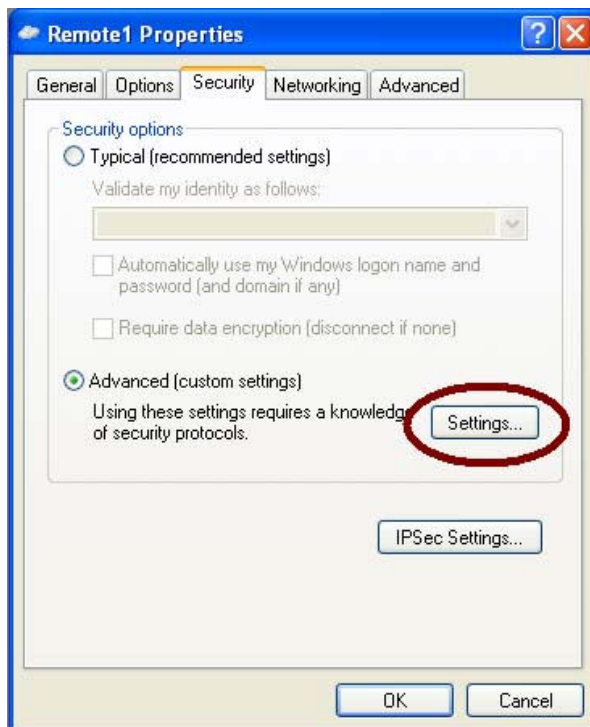 Remote1 Properties
General
Options
Security
Networking
Advanced
Security options
Typical (recommended settings)
Validate my identity as follows:
Automatically use my Windows logon name and
password (and domain if any)
Require data encryption (disconnect if none)
Advanced (custom settings)
Using these settings requires a knowledge
of security protocols.
Settings...
IPSec Settings...
OK
Cancel